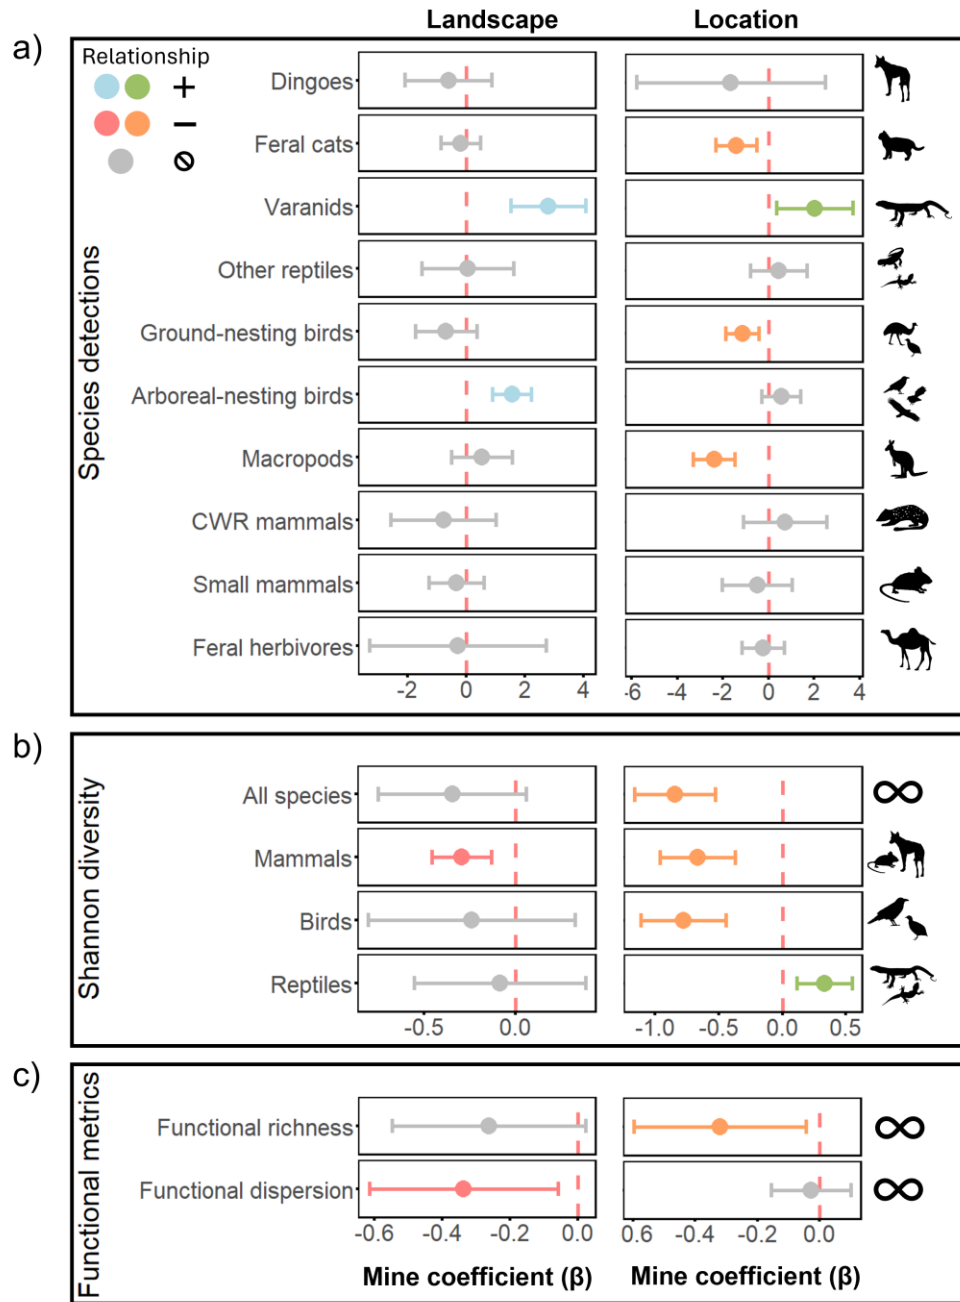 Landscape Location
a)
Relationship
+
−
Species detections
Dingoes
Feral cats
Varanids
Other reptiles
Ground-nesting birds
Arboreal-nesting birds
Macropods
CWR mammals
Small mammals
Feral herbivores
-2 0 2 4 -6 -4 -2 0 2 4
b)
Shannon diversity
All species
Mammals
Birds
Reptiles
-0.5 0.0 -1.0 -0.5 0.0 0.5
c)
Functional metrics
Functional richness
Functional dispersion
-0.6 -0.4 -0.2 0.0 0.6 -0.4 -0.2 0.0
Mine coefficient (β) Mine coefficient (β)